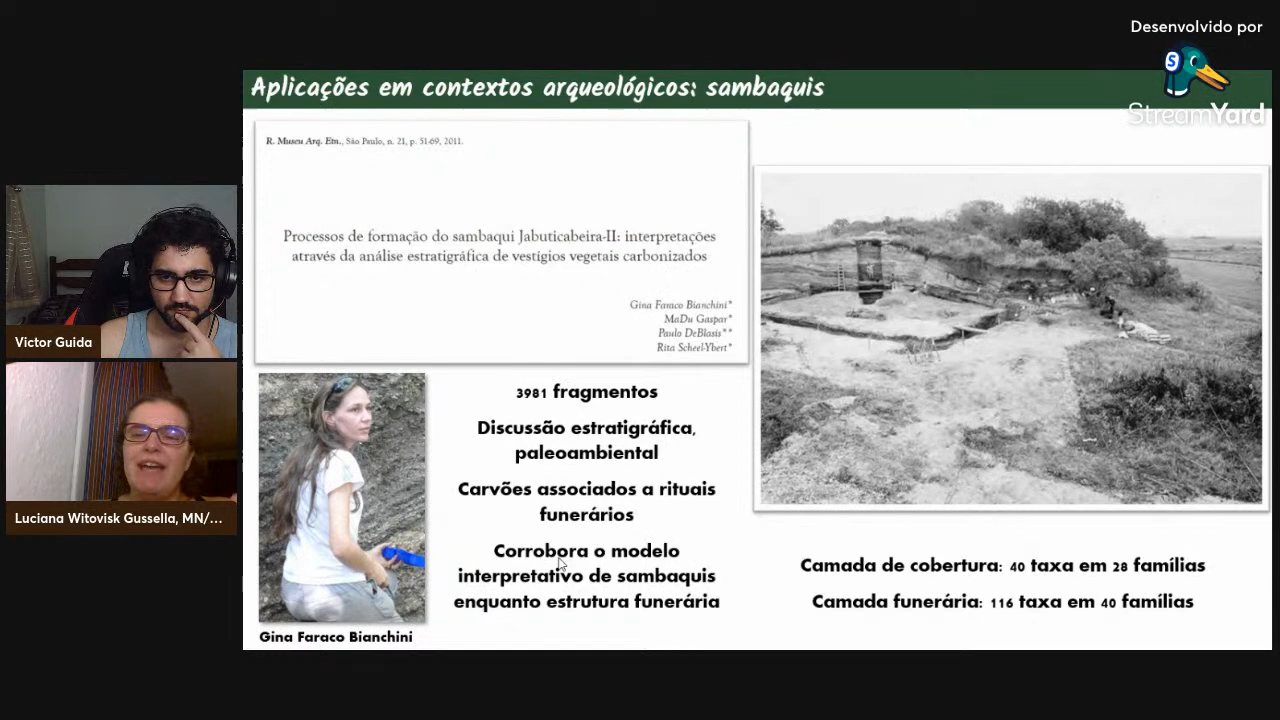 Desenvolvido por
StreamYard
Aplicações em contextos arqueológicos: sambaquis
R. Museu Arq. Etn., São Paulo, n. 21, p. 51-69, 2011.
Processos de formação do sambaqui Jabuticabeira-II: interpretações
através da análise estratigráfica de vestígios vegetais carbonizados
Gina Faraco Bianchini*
MaDu Gaspar*
Paulo DeBlasis**
Rita Scheel-Ybert*
3981 fragmentos
Discussão estratigráfica,
paleoambiental
Carvões associados a rituais
funerários
Corrobora o modelo
interpretativo de sambaquis
enquanto estrutura funerária
Gina Faraco Bianchini
Camada de cobertura: 40 taxa em 28 famílias
Camada funerária: 116 taxa em 40 famílias
Victor Guida
Luciana Witovisk Gussella, MN/...